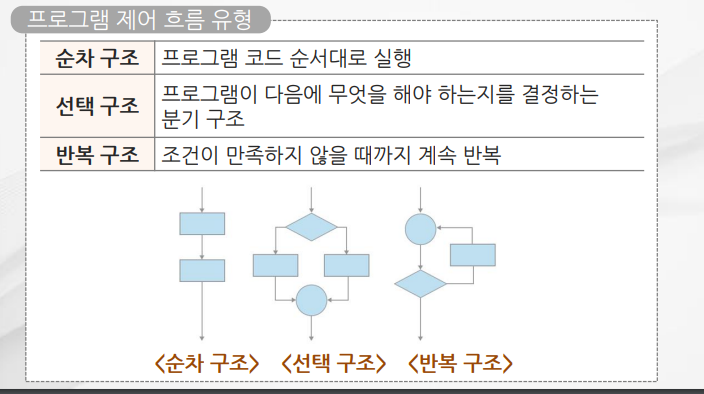 프로그램 제어 흐름 유형
순차 구조 프로그램 코드 순서대로 실행
선택 구조 프로그램이 다음에 무엇을 해야 하는지를 결정하는
분기 구조
반복 구조 조건이 만족하지 않을 때까지 계속 반복
<순차 구조> <선택 구조> <반복 구조>